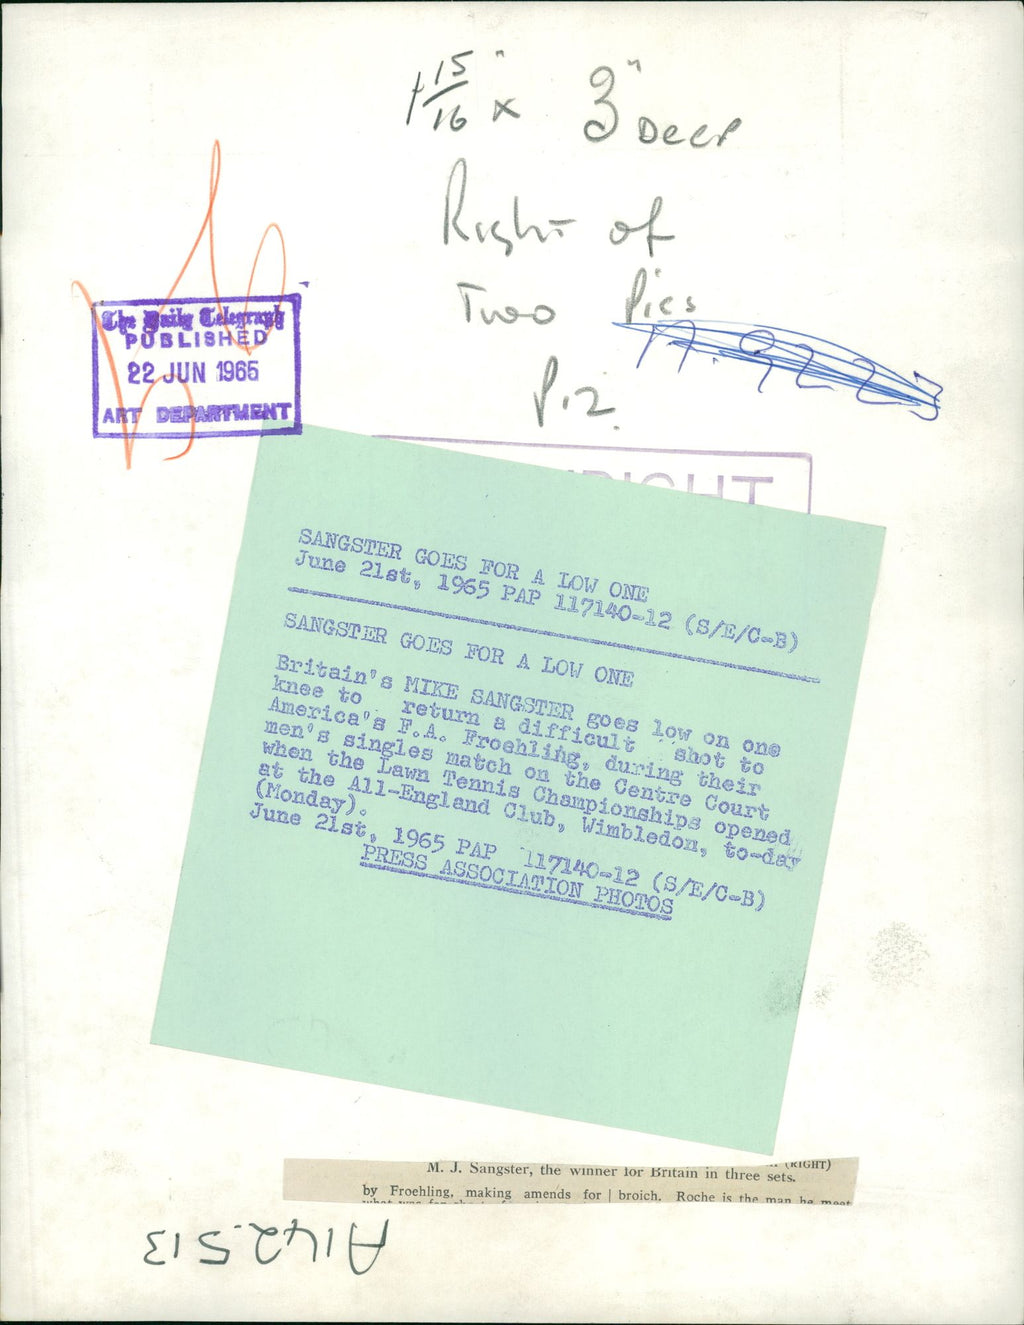 1 15/16" x 3" Deep
Right of
Two Pics
P.2.
The Daily Telegraph
PUBLISHED
22 JUN 1965
ART DEPARTMENT
SANGSTER GOES FOR A LOW ONE
June 21st, 1965 PAP 117140-12 (S/E/C-B)
SANGSTER GOES FOR A LOW ONE
Britain's MIKE SANGSTER goes low on one
knee to return a difficult shot to
America's F.A. Froehling, during their
men's singles match on the Centre Court
when the Lawn Tennis Championships opened
at the All-England Club, Wimbledon, to-day
(Monday).
June 21st, 1965 PAP 117140-12 (S/E/C-B)
PRESS ASSOCIATION PHOTOS
(RIGHT)
M. J. Sangster, the winner for Britain in three sets.
by Froehling, making amends for | broich. Roche is the man he meet
A142513